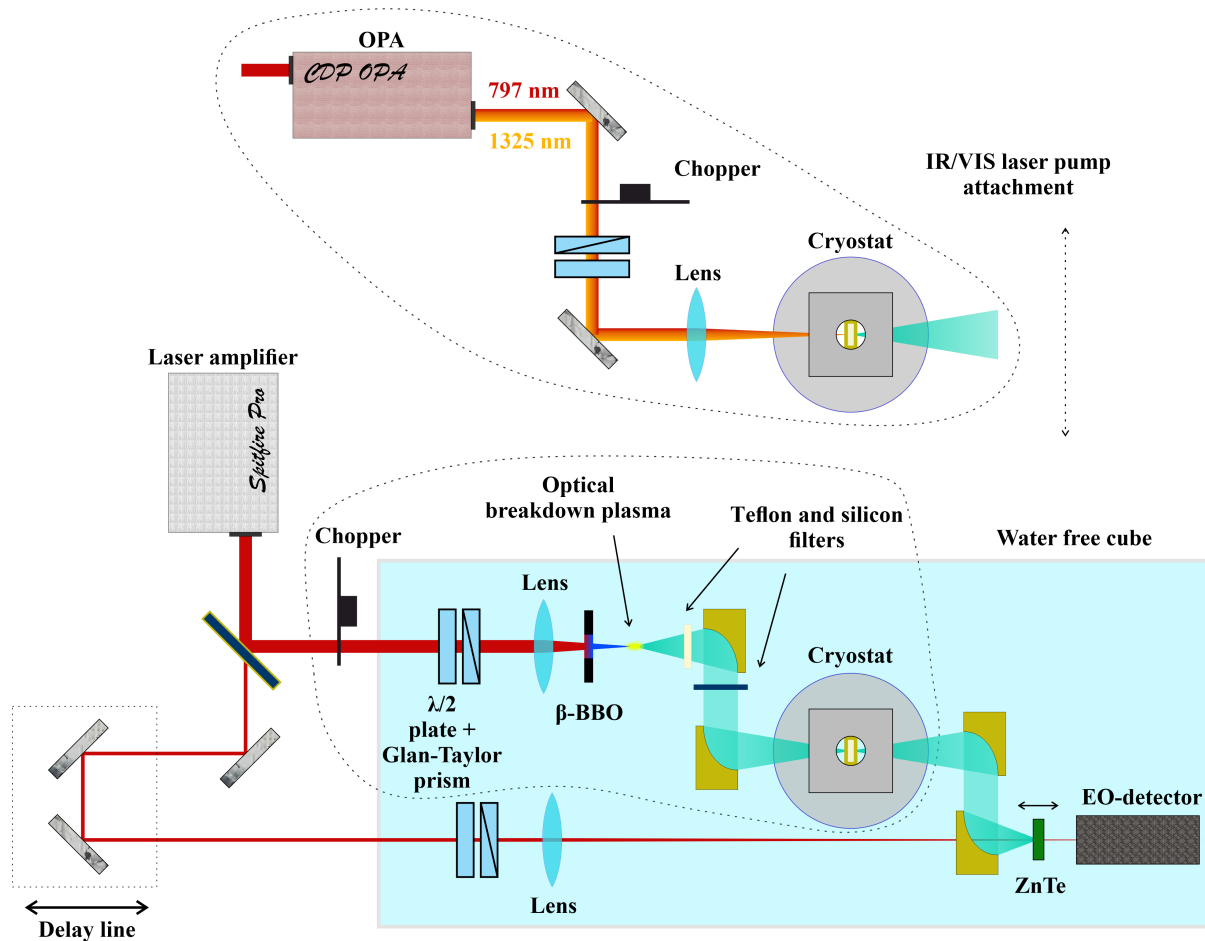 OPA
CDP OPA
797 nm
1325 nm
Chopper
IR/VIS laser pump
attachment
Cryostat
Lens
Laser amplifier
Spitfire Pro
Optical
breakdown plasma
Teflon and silicon
filters
Chopper
Water free cube
Lens
Cryostat
β-BBO
λ/2
plate +
Glan-Taylor
prism
EO-detector
ZnTe
Lens
Delay line